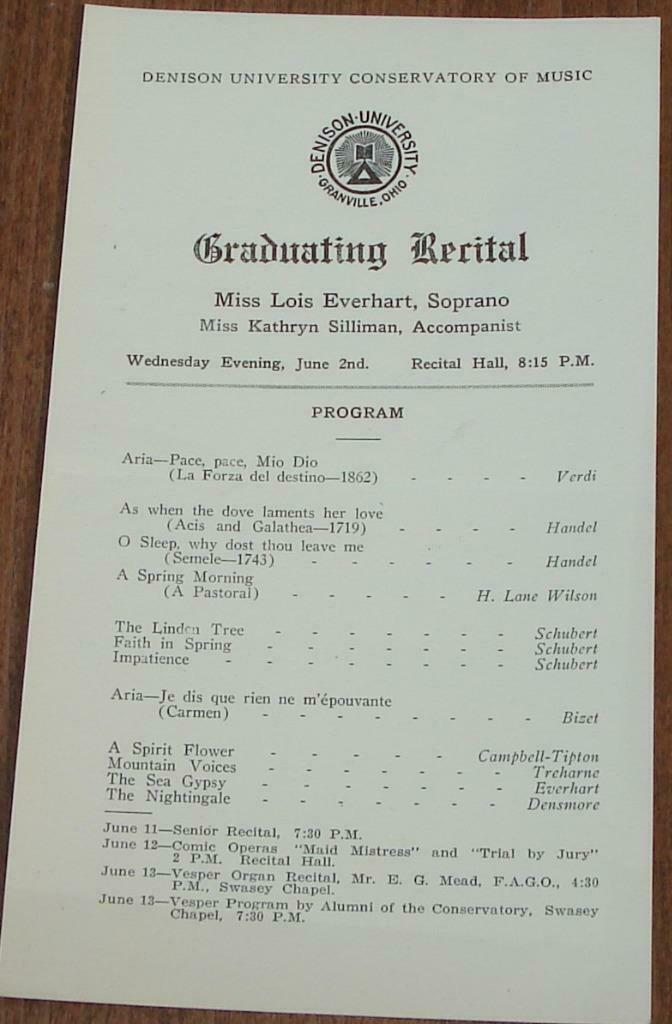 DENISON UNIVERSITY CONSERVATORY OF MUSIC
DENISON·UNIVERSITY·
GRANVILLE, OHIO
Graduating Recital
Miss Lois Everhart, Soprano
Miss Kathryn Silliman, Accompanist
Wednesday Evening, June 2nd. Recital Hall, 8:15 P.M.
PROGRAM
Aria—Pace, pace, Mio Dio
(La Forza del destino—1862) - - - - Verdi
As when the dove laments her love
(Acis and Galathea—1719) - - - - Handel
O Sleep, why dost thou leave me
(Semele—1743) - - - - - - Handel
A Spring Morning
(A Pastoral) - - - - - H. Lane Wilson
The Linden Tree - - - - - - - Schubert
Faith in Spring - - - - - - - Schubert
Impatience - - - - - - - - Schubert
Aria—Je dis que rien ne m'épouvante
(Carmen) - - - - - - - - Bizet
A Spirit Flower - - - - - Campbell-Tipton
Mountain Voices - - - - - - - Treharne
The Sea Gypsy - - - - - - - Everhart
The Nightingale - - - - - - - Densmore
June 11—Senior Recital, 7:30 P.M.
June 12—Comic Operas "Maid Mistress" and "Trial by Jury"
2 P.M. Recital Hall.
June 13—Vesper Organ Recital, Mr. E. G. Mead, F.A.G.O., 4:30
P.M., Swasey Chapel.
June 13—Vesper Program by Alumni of the Conservatory, Swasey
Chapel, 7:30 P.M.